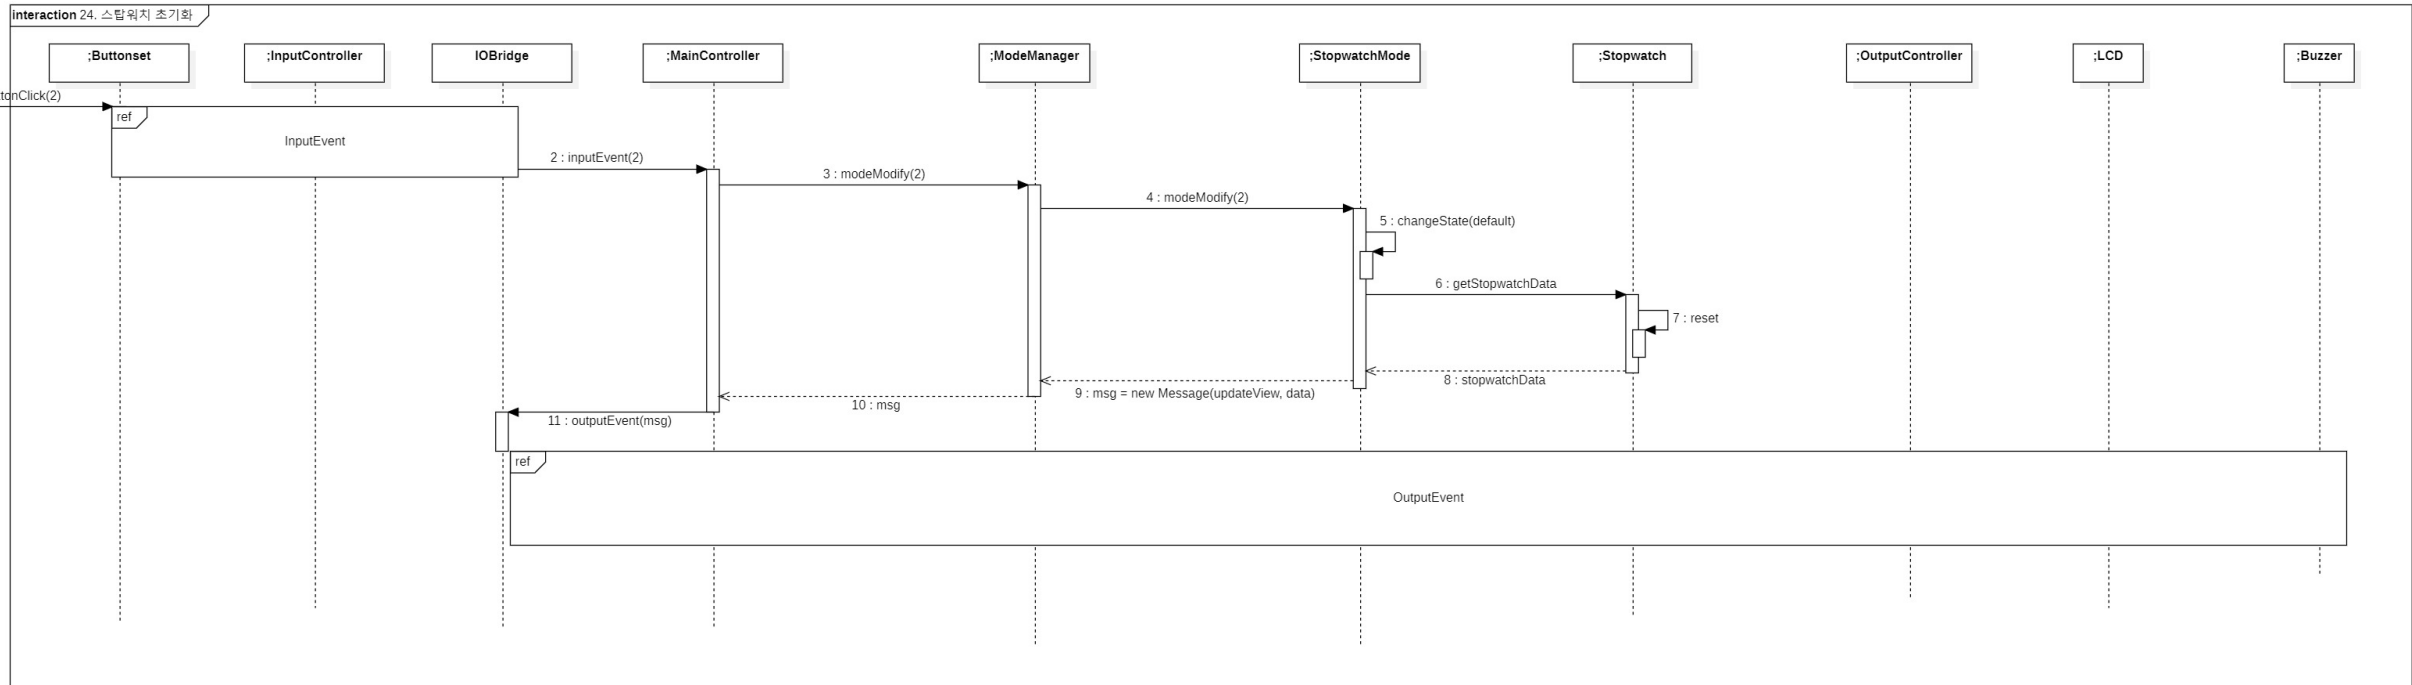 interaction 24. 스탑워치 초기화
;Buttonset
;InputController
IOBridge
;MainController
;ModeManager
;StopwatchMode
;Stopwatch
;OutputController
;LCD
;Buzzer
tonClick(2)
ref
InputEvent
2 : inputEvent(2)
3 : modeModify(2)
4 : modeModify(2)
5 : changeState(default)
6 : getStopwatchData
7 : reset
8 : stopwatchData
9 : msg = new Message(updateView, data)
10 : msg
11 : outputEvent(msg)
ref
OutputEvent